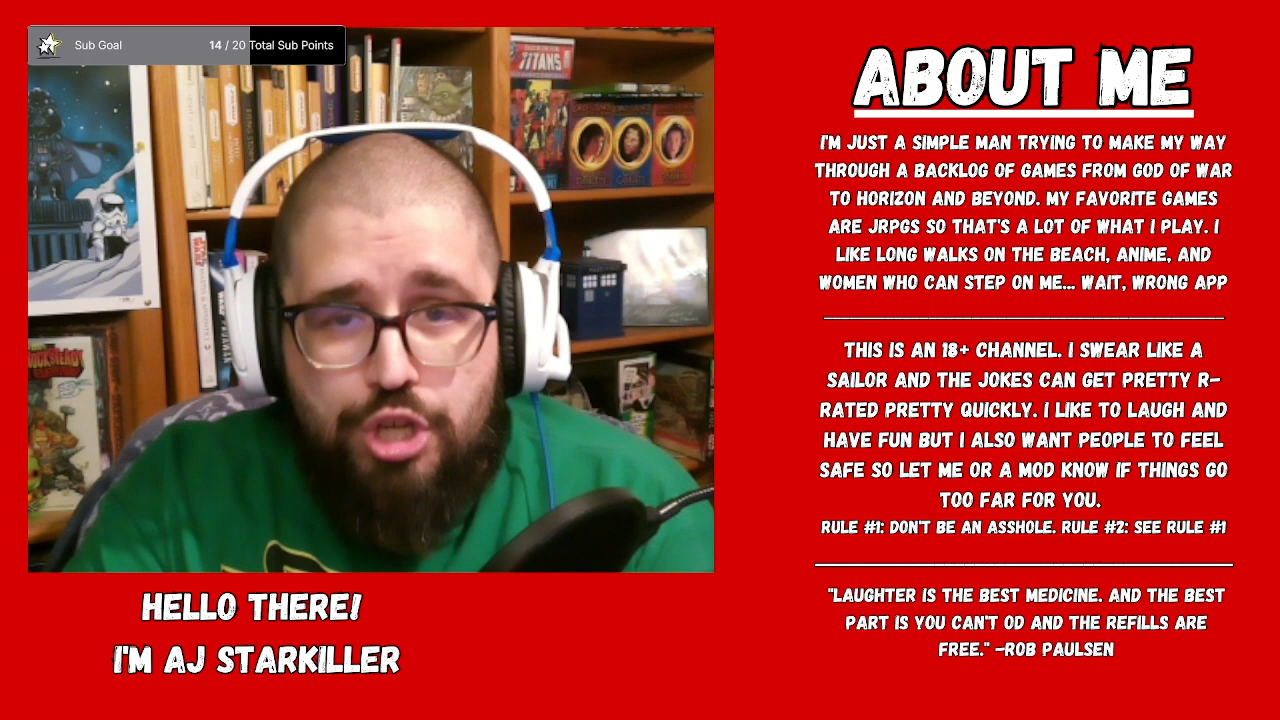 Sub Goal 14 / 20 Total Sub Points
TITANS
STAR WARS
HELLO THERE!
I'M AJ STARKILLER
ABOUT ME
I'M JUST A SIMPLE MAN TRYING TO MAKE MY WAY
THROUGH A BACKLOG OF GAMES FROM GOD OF WAR
TO HORIZON AND BEYOND. MY FAVORITE GAMES
ARE JRPGS SO THAT'S A LOT OF WHAT I PLAY. I
LIKE LONG WALKS ON THE BEACH, ANIME, AND
WOMEN WHO CAN STEP ON ME... WAIT, WRONG APP
THIS IS AN 18+ CHANNEL. I SWEAR LIKE A
SAILOR AND THE JOKES CAN GET PRETTY R-
RATED PRETTY QUICKLY. I LIKE TO LAUGH AND
HAVE FUN BUT I ALSO WANT PEOPLE TO FEEL
SAFE SO LET ME OR A MOD KNOW IF THINGS GO
TOO FAR FOR YOU.
RULE #1: DON'T BE AN ASSHOLE. RULE #2: SEE RULE #1
"LAUGHTER IS THE BEST MEDICINE. AND THE BEST
PART IS YOU CAN'T OD AND THE REFILLS ARE
FREE." -ROB PAULSEN